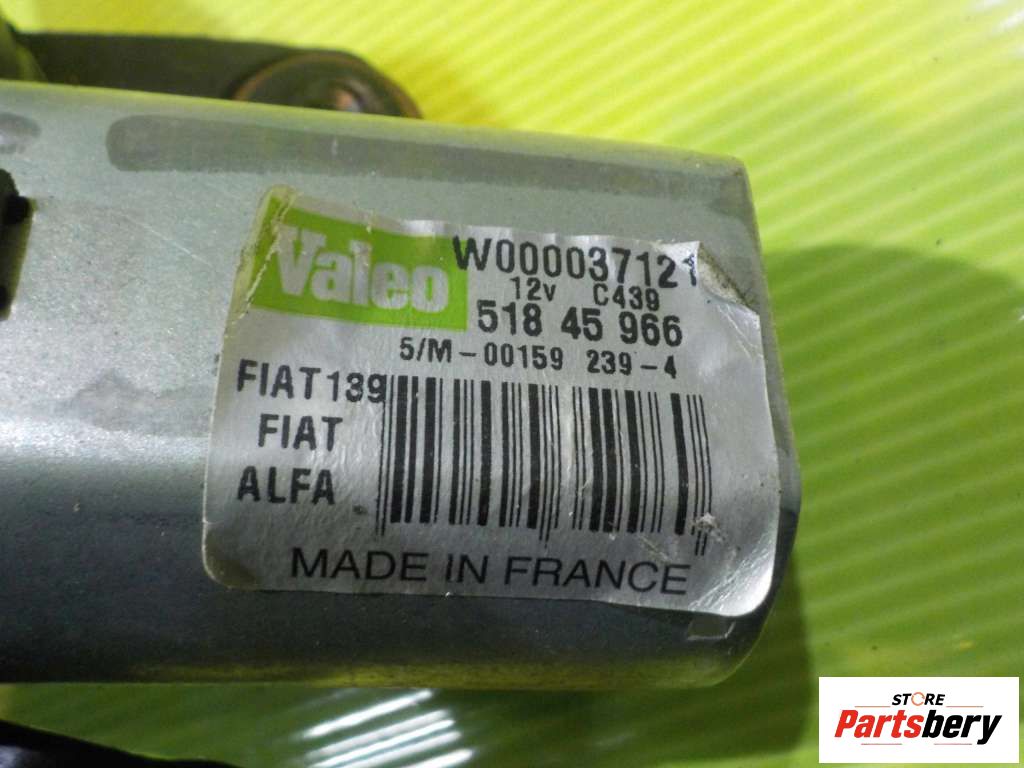 Valeo
W000037121
12v C439
518 45 966
5/M-00159 239-4
FIAT139
FIAT
ALFA
MADE IN FRANCE
STORE
Partsbery